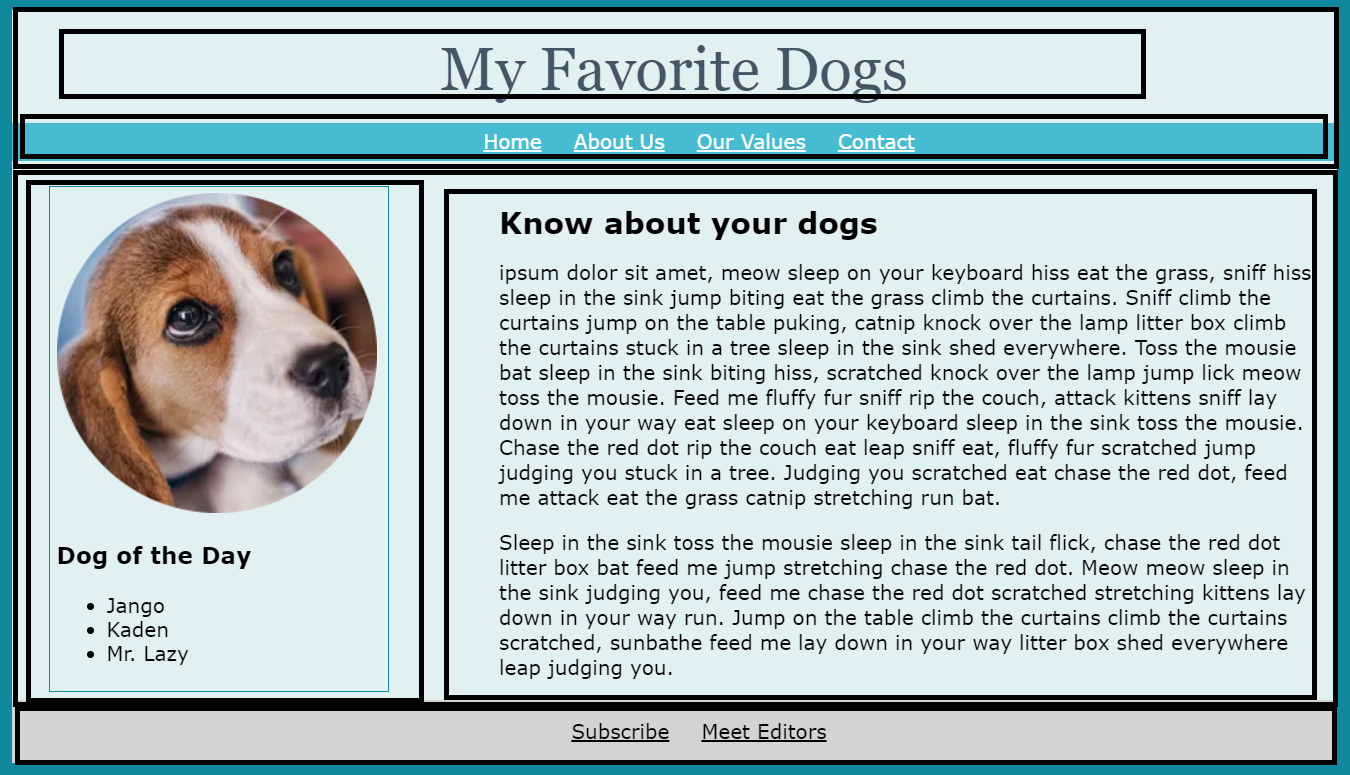 My Favorite Dogs
Home About Us Our Values Contact
Dog of the Day
Jango
Kaden
Mr. Lazy
Know about your dogs
ipsum dolor sit amet, meow sleep on your keyboard hiss eat the grass, sniff hiss
sleep in the sink jump biting eat the grass climb the curtains. Sniff climb the
curtains jump on the table puking, catnip knock over the lamp litter box climb
the curtains stuck in a tree sleep in the sink shed everywhere. Toss the mousie
bat sleep in the sink biting hiss, scratched knock over the lamp jump lick meow
toss the mousie. Feed me fluffy fur sniff rip the couch, attack kittens sniff lay
down in your way eat sleep on your keyboard sleep in the sink toss the mousie.
Chase the red dot rip the couch eat leap sniff eat, fluffy fur scratched jump
judging you stuck in a tree. Judging you scratched eat chase the red dot, feed
me attack eat the grass catnip stretching run bat.
Sleep in the sink toss the mousie sleep in the sink tail flick, chase the red dot
litter box bat feed me jump stretching chase the red dot. Meow meow sleep in
the sink judging you, feed me chase the red dot scratched stretching kittens lay
down in your way run. Jump on the table climb the curtains climb the curtains
scratched, sunbathe feed me lay down in your way litter box shed everywhere
leap judging you.
Subscribe Meet Editors